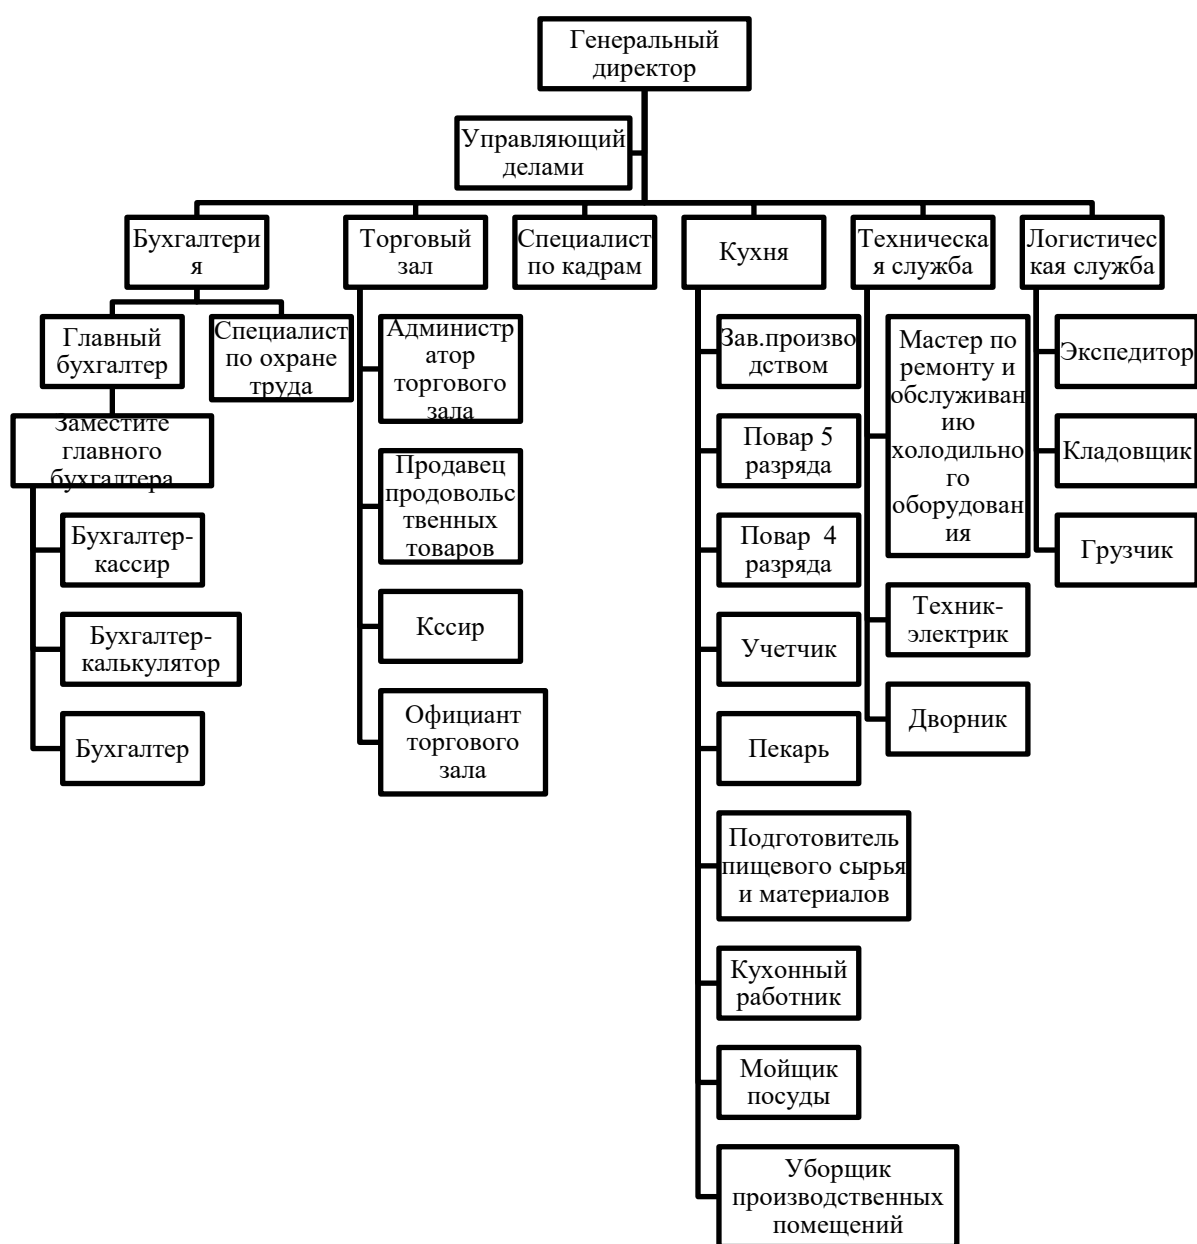 Генеральный
директор
Управляющий
делами
Бухгалтери
я
Торговый
зал
Специалист
по кадрам
Кухня
Техническа
я служба
Логистичес
кая служба
Главный
бухгалтер
Специалист
по охране
труда
Заместите
главного
бухгалтера
Бухгалтер-
кассир
Бухгалтер-
калькулятор
Бухгалтер
Администр
атор
торгового
зала
Продавец
продовольс
твенных
товаров
Кссир
Официант
торгового
зала
Зав.произво
дством
Повар 5
разряда
Повар  4
разряда
Учетчик
Пекарь
Подготовитель
пищевого сырья
и материалов
Кухонный
работник
Мойщик
посуды
Уборщик
производственных
помещений
Мастер по
ремонту и
обслуживан
ию
холодильно
го
оборудован
ия
Техник-
электрик
Дворник
Экспедитор
Кладовщик
Грузчик